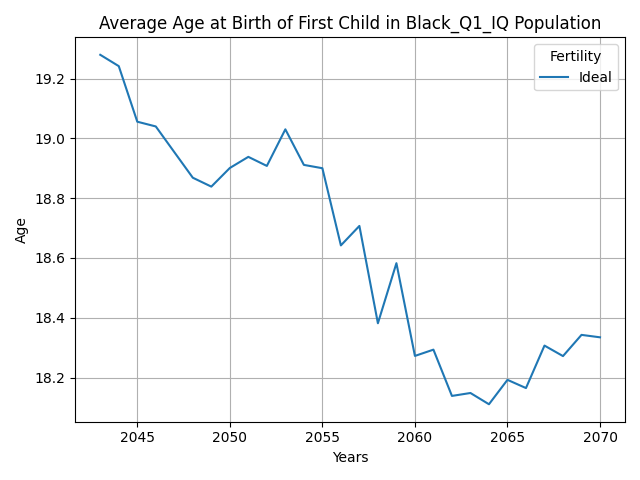 Average Age at Birth of First Child in Black_Q1_IQ Population
Fertility
Ideal
19.2
19.0
18.8
18.6
18.4
18.2
Age
2045 2050 2055 2060 2065 2070
Years